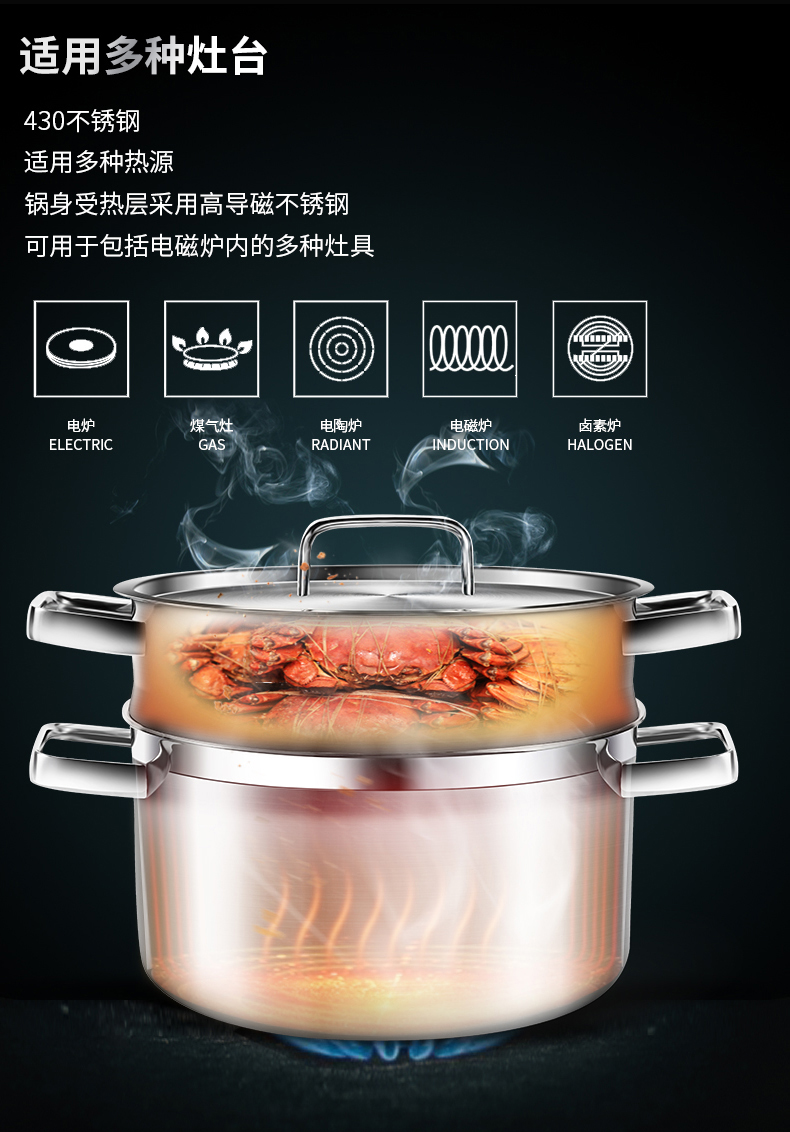 适用多种灶台
430不锈钢
适用多种热源
锅身受热层采用高导磁不锈钢
可用于包括电磁炉内的多种灶具
电炉 煤气灶 电陶炉 电磁炉 卤素炉
ELECTRIC GAS RADIANT INDUCTION HALOGEN